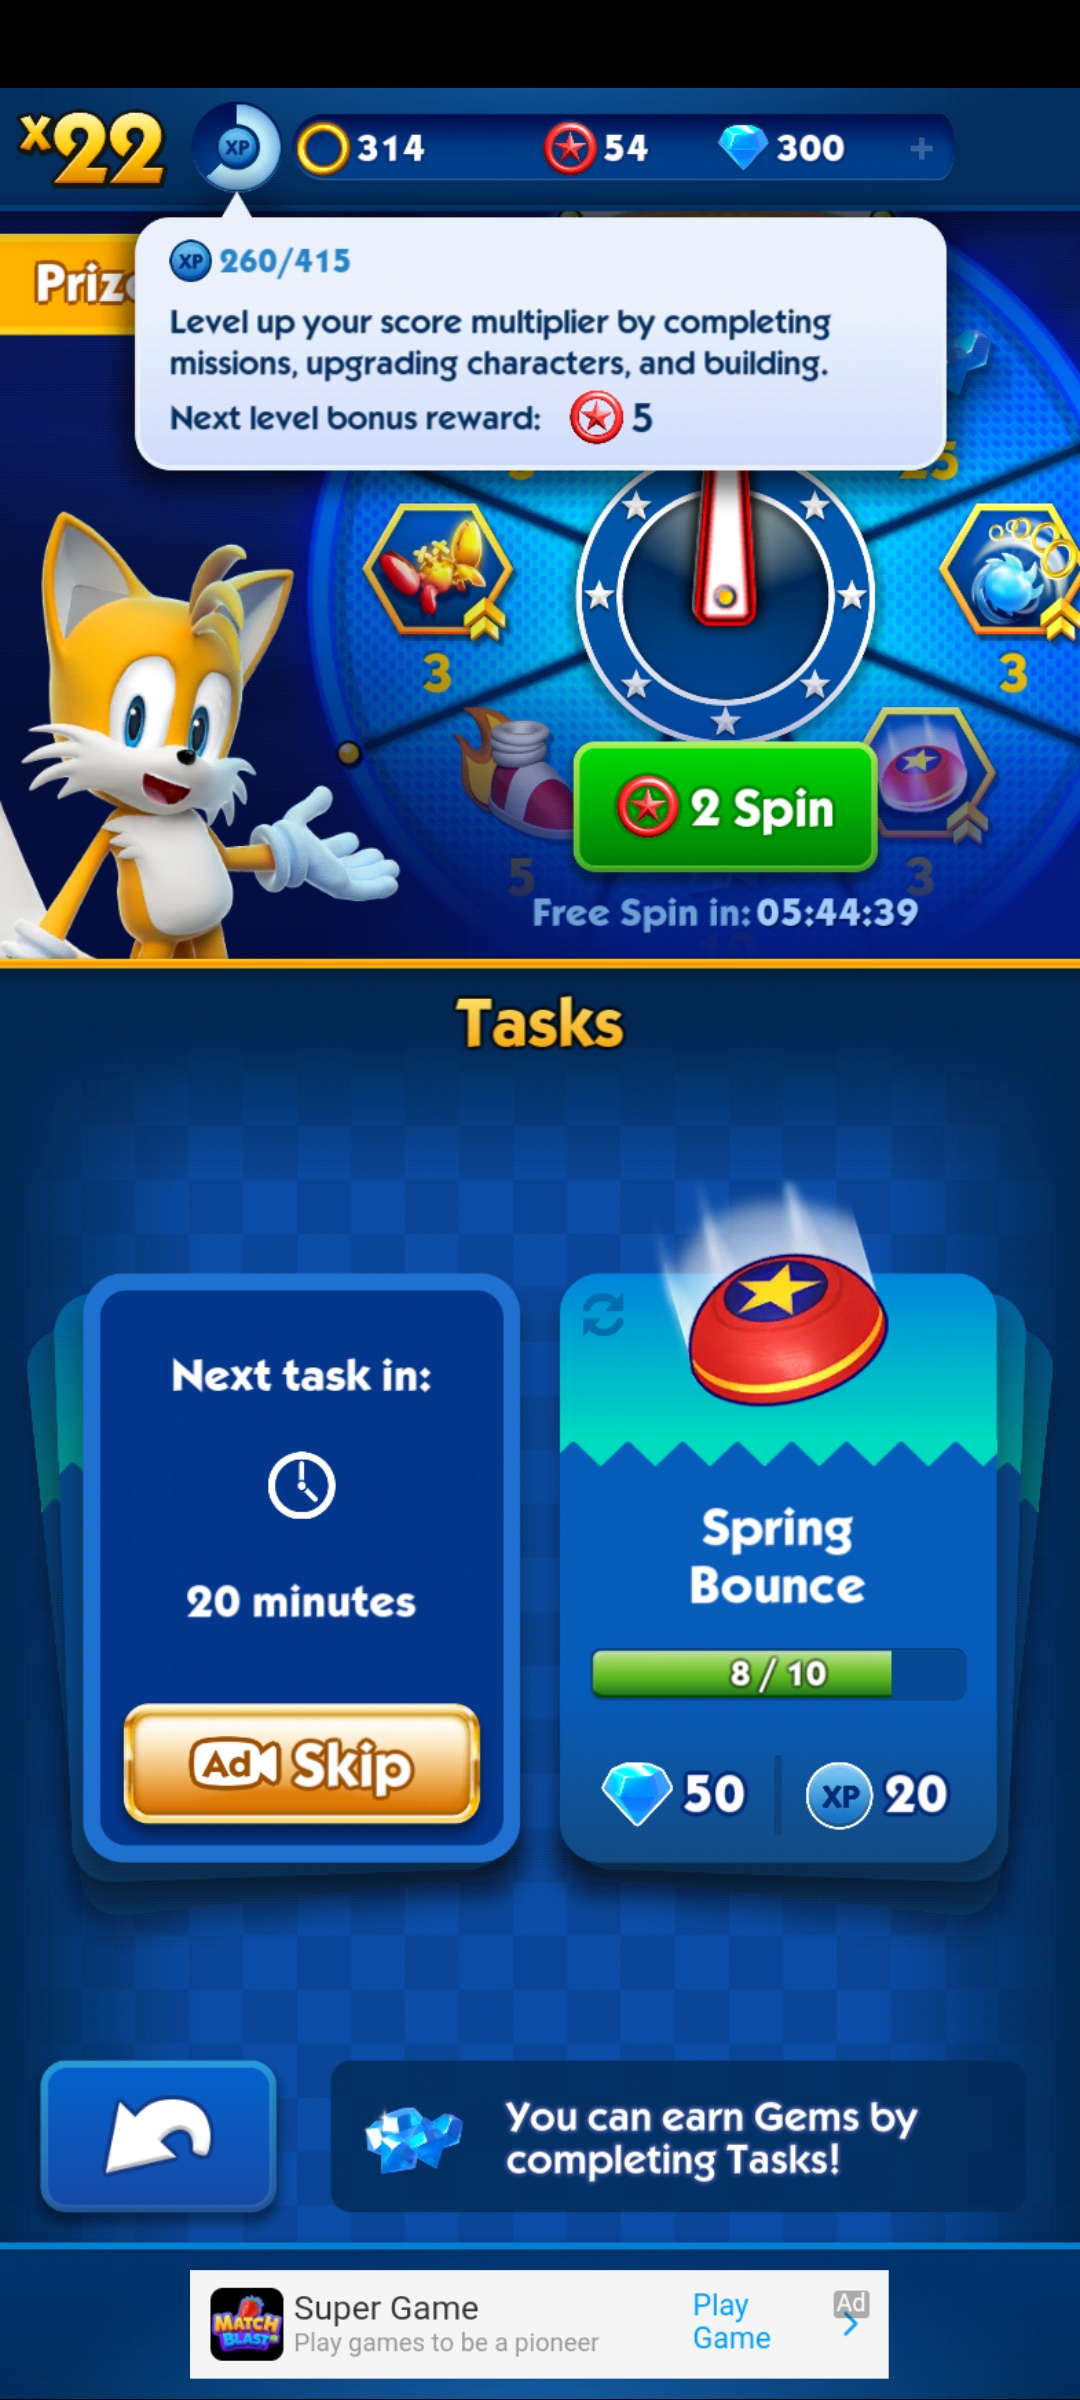 x22
XP
314
54
300
+
XP 260/415
Level up your score multiplier by completing
missions, upgrading characters, and building.
Next level bonus reward: 5
25
3
3
2 Spin
5
3
Free Spin in: 05:44:39
10
Tasks
Next task in:
20 minutes
Ad Skip
Spring
Bounce
8 / 10
50
XP 20
You can earn Gems by
completing Tasks!
MATCH
BLAST
Super Game
Play games to be a pioneer
Play
Game
Ad